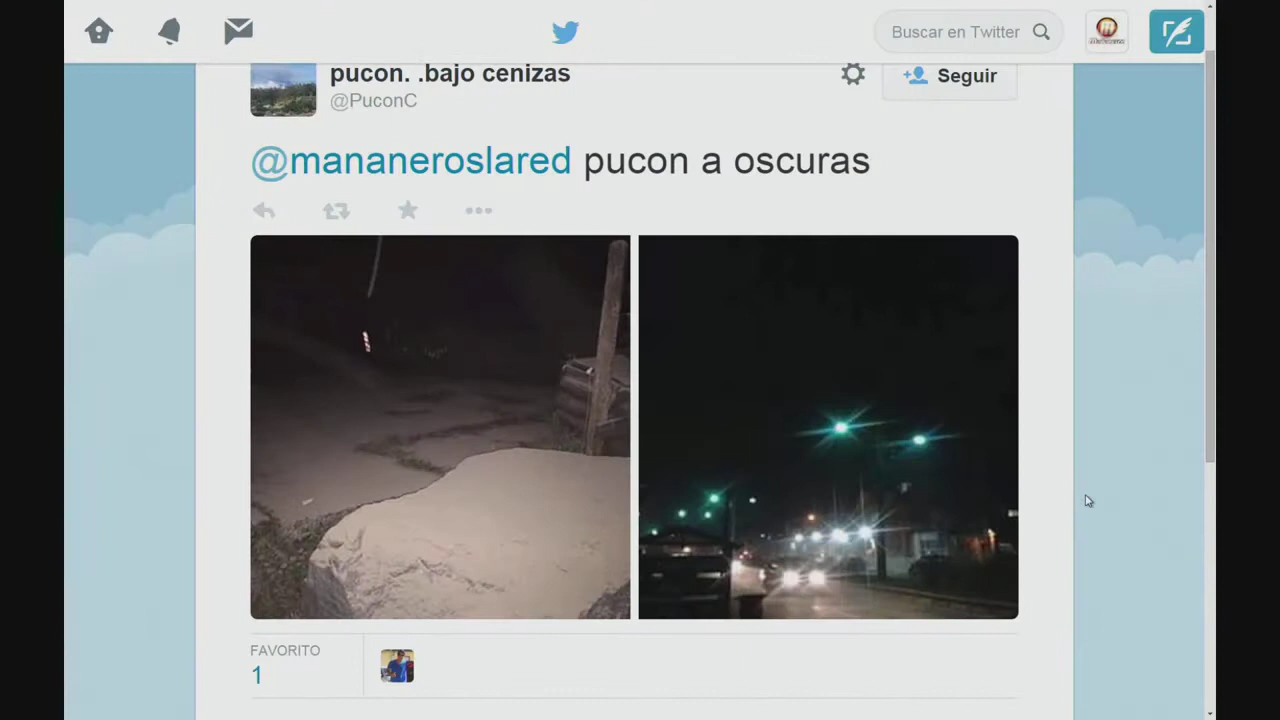 Buscar en Twitter
pucon. .bajo cenizas
@PuconC
Seguir
@mananeroslared pucon a oscuras
FAVORITO
1